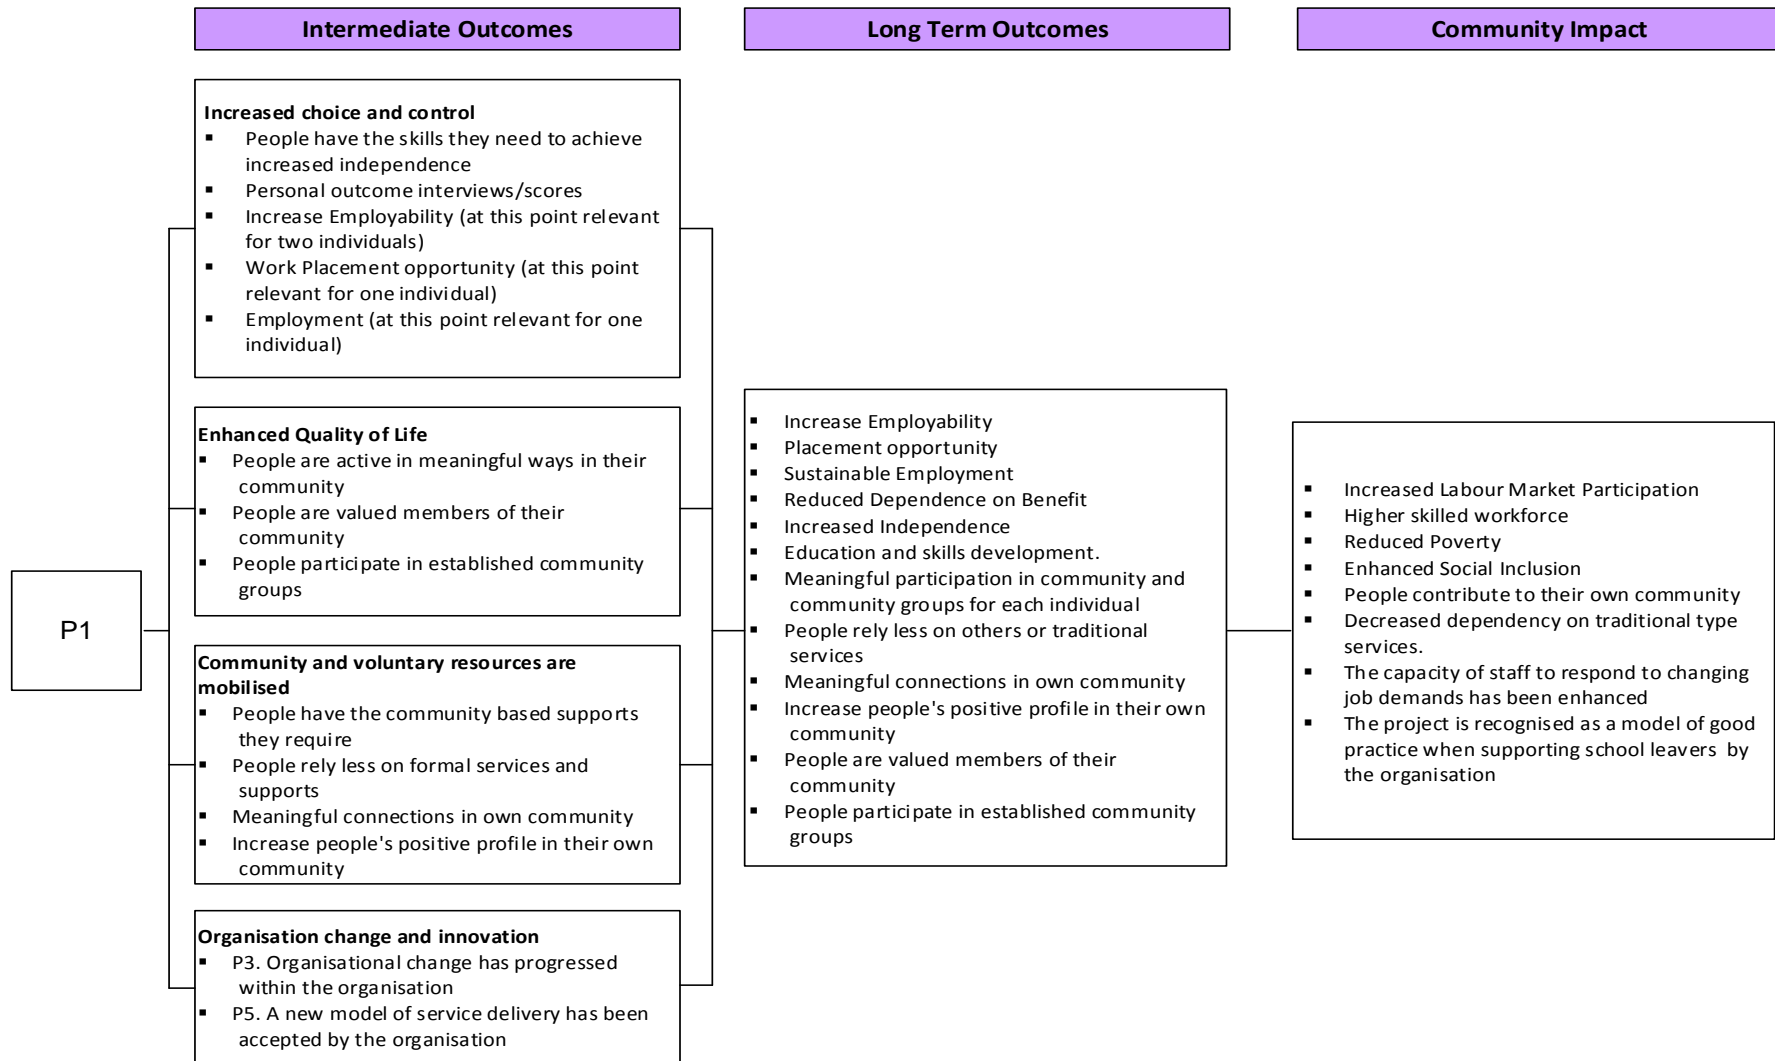 Intermediate Outcomes
Long Term Outcomes
Community Impact
P1
Increased choice and control
▪ People have the skills they need to achieve
increased independence
▪ Personal outcome interviews/scores
▪ Increase Employability (at this point relevant
for two individuals)
▪ Work Placement opportunity (at this point
relevant for one individual)
▪ Employment (at this point relevant for one
individual)
Enhanced Quality of Life
▪ People are active in meaningful ways in their
community
▪ People are valued members of their
community
▪ People participate in established community
groups
Community and voluntary resources are
mobilised
▪ People have the community based supports
they require
▪ People rely less on formal services and
supports
▪ Meaningful connections in own community
▪ Increase people's positive profile in their own
community
Organisation change and innovation
▪ P3. Organisational change has progressed
within the organisation
▪ P5. A new model of service delivery has been
accepted by the organisation
▪ Increase Employability
▪ Placement opportunity
▪ Sustainable Employment
▪ Reduced Dependence on Benefit
▪ Increased Independence
▪ Education and skills development.
▪ Meaningful participation in community and
community groups for each individual
▪ People rely less on others or traditional
services
▪ Meaningful connections in own community
▪ Increase people's positive profile in their own
community
▪ People are valued members of their
community
▪ People participate in established community
groups
▪ Increased Labour Market Participation
▪ Higher skilled workforce
▪ Reduced Poverty
▪ Enhanced Social Inclusion
▪ People contribute to their own community
▪ Decreased dependency on traditional type
services.
▪ The capacity of staff to respond to changing
job demands has been enhanced
▪ The project is recognised as a model of good
practice when supporting school leavers by
the organisation